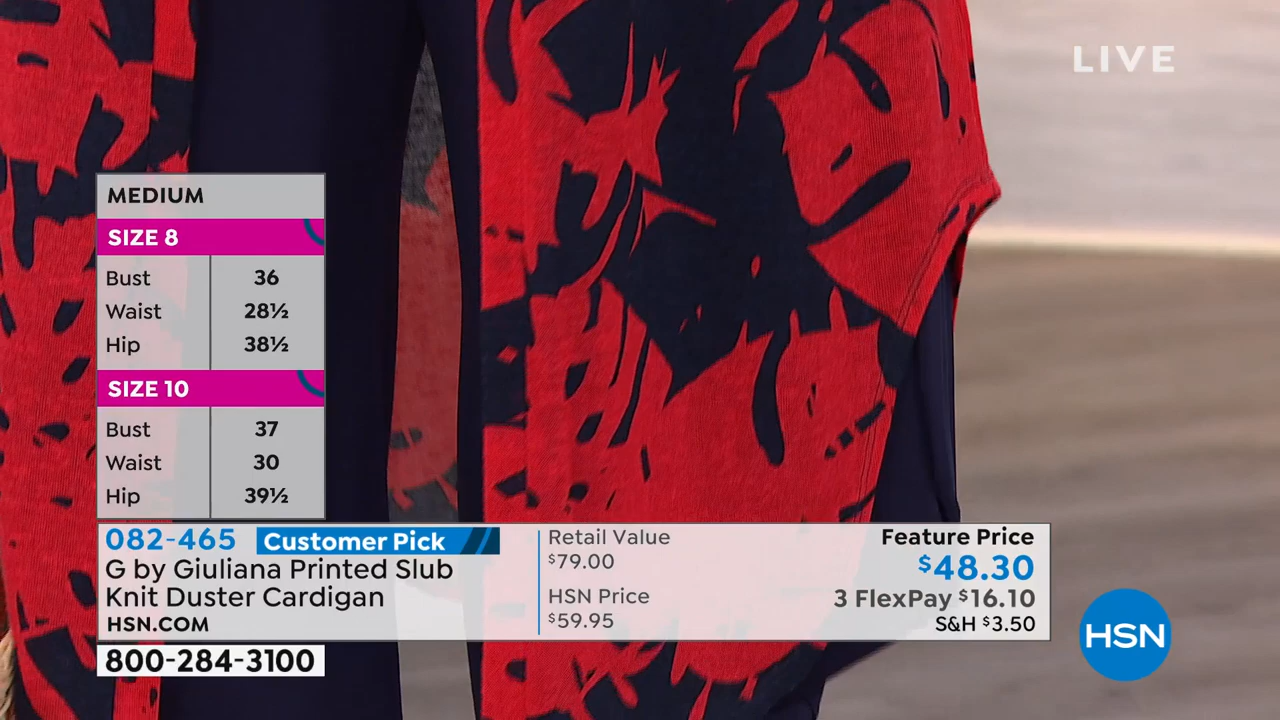 LIVE
MEDIUM
SIZE 8
Bust 36
Waist 28½
Hip 38½
SIZE 10
Bust 37
Waist 30
Hip 39½
082-465 Customer Pick
G by Giuliana Printed Slub
Knit Duster Cardigan
HSN.COM
Retail Value
$79.00
HSN Price
$59.95
Feature Price
$48.30
3 FlexPay $16.10
S&H $3.50
800-284-3100
HSN